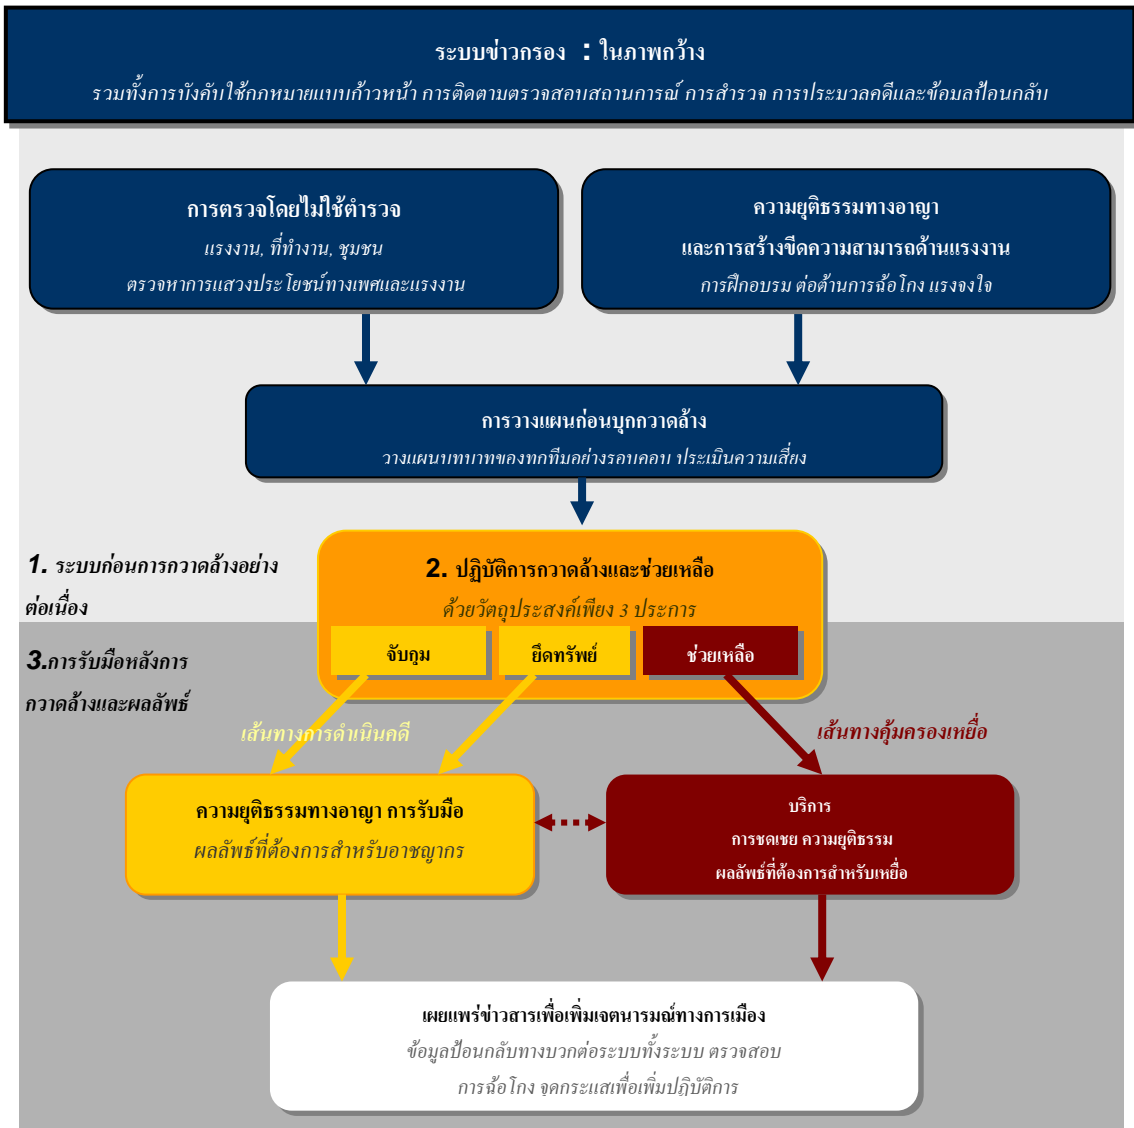 ระบบข่าวกรอง : ในภาพกว้าง
รวมทั้งการบังคับใช้กฎหมายแบบก้าวหน้า การติดตามตรวจสอบสถานการณ์ การสำรวจ การประมวลคดีและข้อมูลป้อนกลับ
การตรวจโดยไม่ใช้ตำรวจ
แรงงาน, ที่ทำงาน, ชุมชน
ตรวจหาการแสวงประโยชน์ทางเพศและแรงงาน
ความยุติธรรมทางอาญา
และการสร้างขีดความสามารถด้านแรงงาน
การฝึกอบรม ต่อต้านการฉ้อโกง แรงจูงใจ
การวางแผนก่อนบุกกวาดล้าง
วางแผนบทบาทของทุกทีมอย่างรอบคอบ ประเมินความเสี่ยง
1. ระบบก่อนการกวาดล้างอย่าง
ต่อเนื่อง
2. ปฏิบัติการกวาดล้างและช่วยเหลือ
ด้วยวัตถุประสงค์เพียง 3 ประการ
จับกุม
ยึดทรัพย์
ช่วยเหลือ
3.การรับมือหลังการ
กวาดล้างและผลลัพธ์
เส้นทางการดำเนินคดี
เส้นทางคุ้มครองเหยื่อ
ความยุติธรรมทางอาญา การรับมือ
ผลลัพธ์ที่ต้องการสำหรับอาชญากร
บริการ
การชดเชย ความยุติธรรม
ผลลัพธ์ที่ต้องการสำหรับเหยื่อ
เผยแพร่ข่าวสารเพื่อเพิ่มเจตนารมณ์ทางการเมือง
ข้อมูลป้อนกลับทางบวกต่อระบบทั้งระบบ ตรวจสอบ
การฉ้อโกง จุดกระแสเพื่อเพิ่มปฏิบัติการ